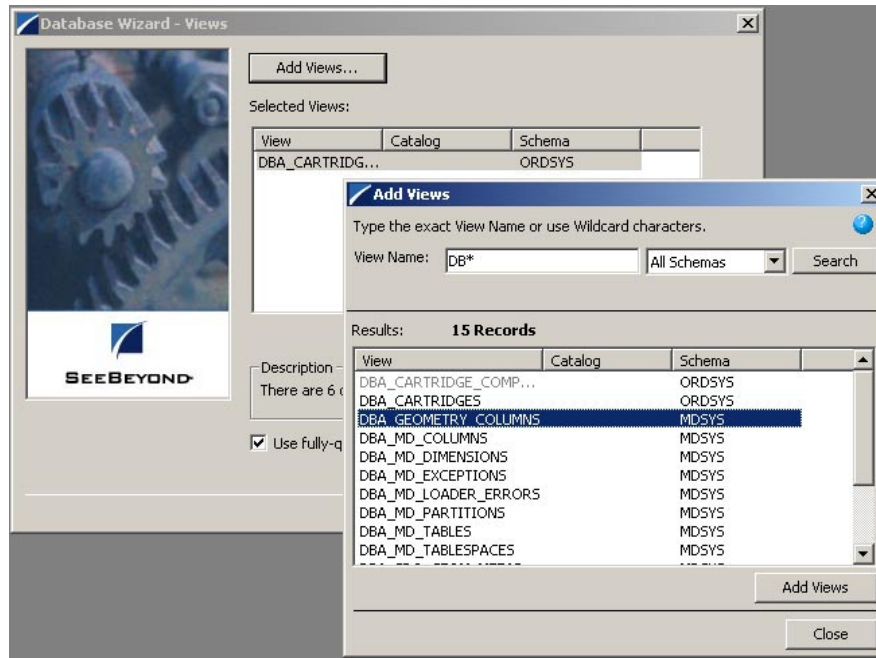 Database Wizard - Views
Add Views...
Selected Views:
View Catalog Schema
DBA_CARTRIDG... ORDSYS
SEEBEYOND
Description
There are 6
Use fully-q
Add Views
Type the exact View Name or use Wildcard characters.
View Name: DB* All Schemas Search
Results: 15 Records
View Catalog Schema
DBA_CARTRIDGE_COMP... ORDSYS
DBA_CARTRIDGES ORDSYS
DBA_GEOMETRY_COLUMNS MDSYS
DBA_MD_COLUMNS MDSYS
DBA_MD_DIMENSIONS MDSYS
DBA_MD_EXCEPTIONS MDSYS
DBA_MD_LOADER_ERRORS MDSYS
DBA_MD_PARTITIONS MDSYS
DBA_MD_TABLES MDSYS
DBA_MD_TABLESPACES MDSYS
Add Views
Close